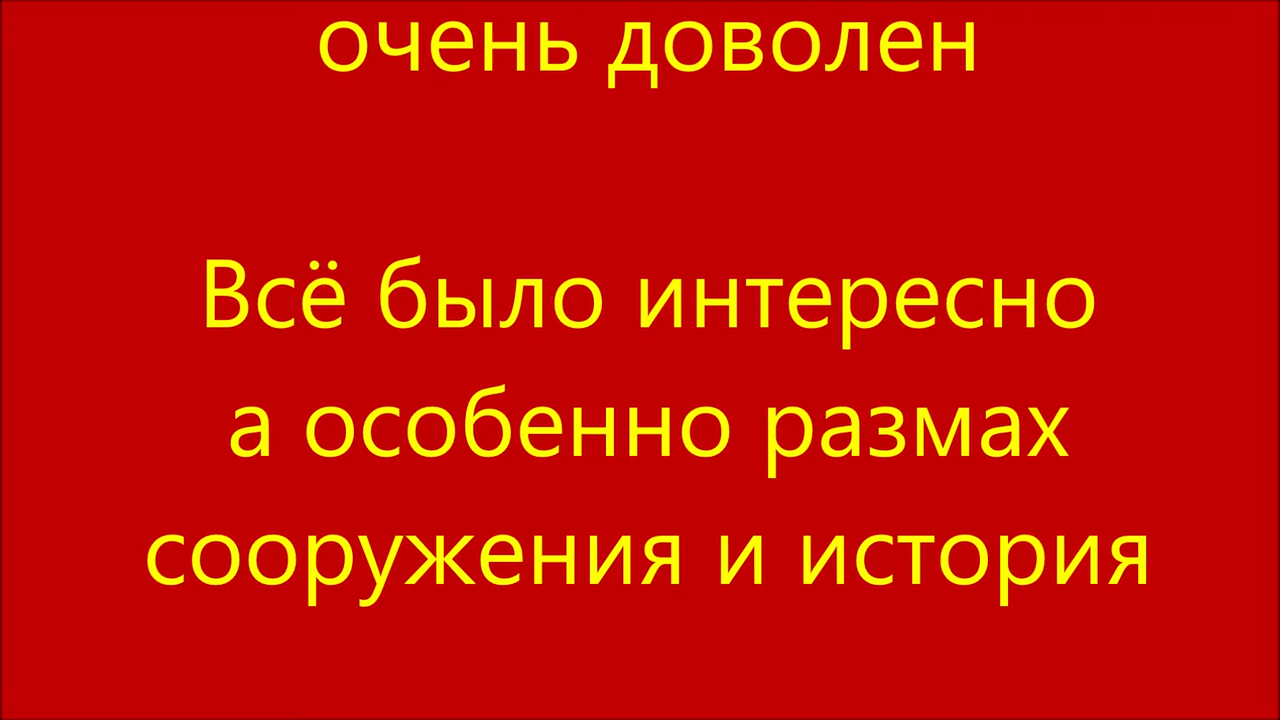 очень доволен
Всё было интересно
а особенно размах
сооружения и история